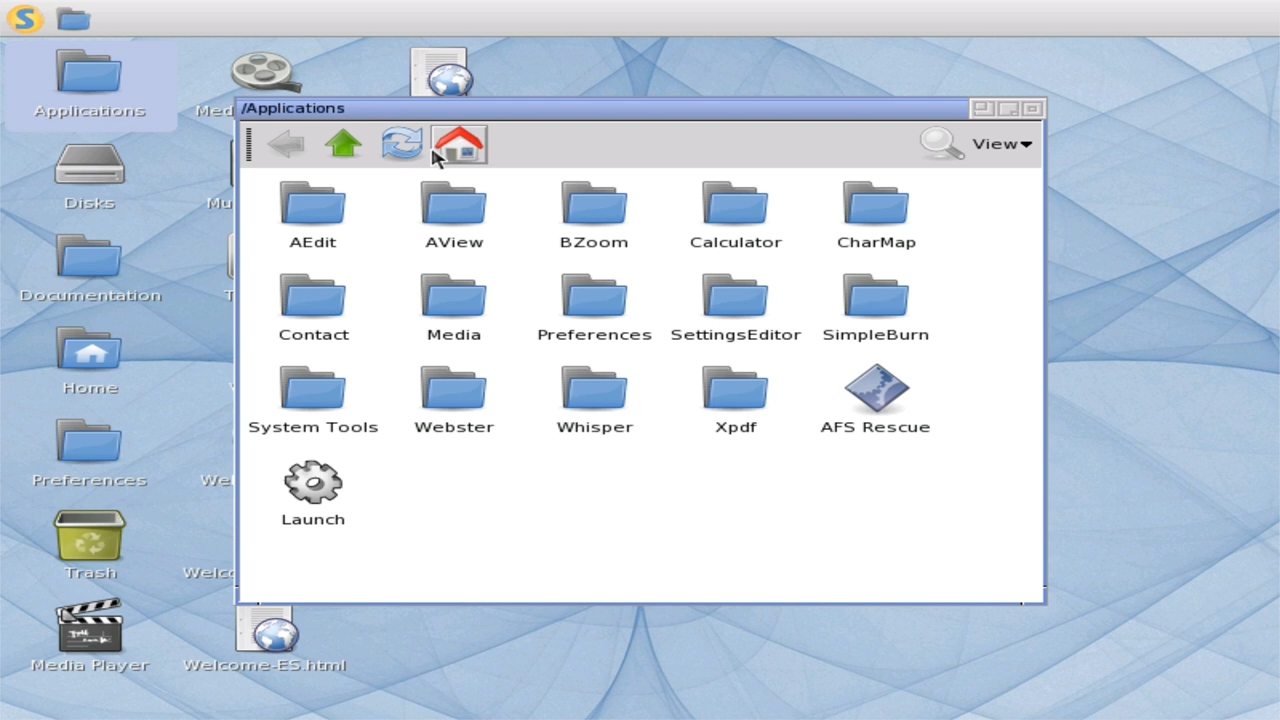 S
Applications
/Applications
View
Disks
AEdit
AView
BZoom
Calculator
CharMap
Documentation
Contact
Media
Preferences
SettingsEditor
SimpleBurn
Home
System Tools
Webster
Whisper
Xpdf
AFS Rescue
Preferences
Launch
Trash
Media Player
Welcome-ES.html